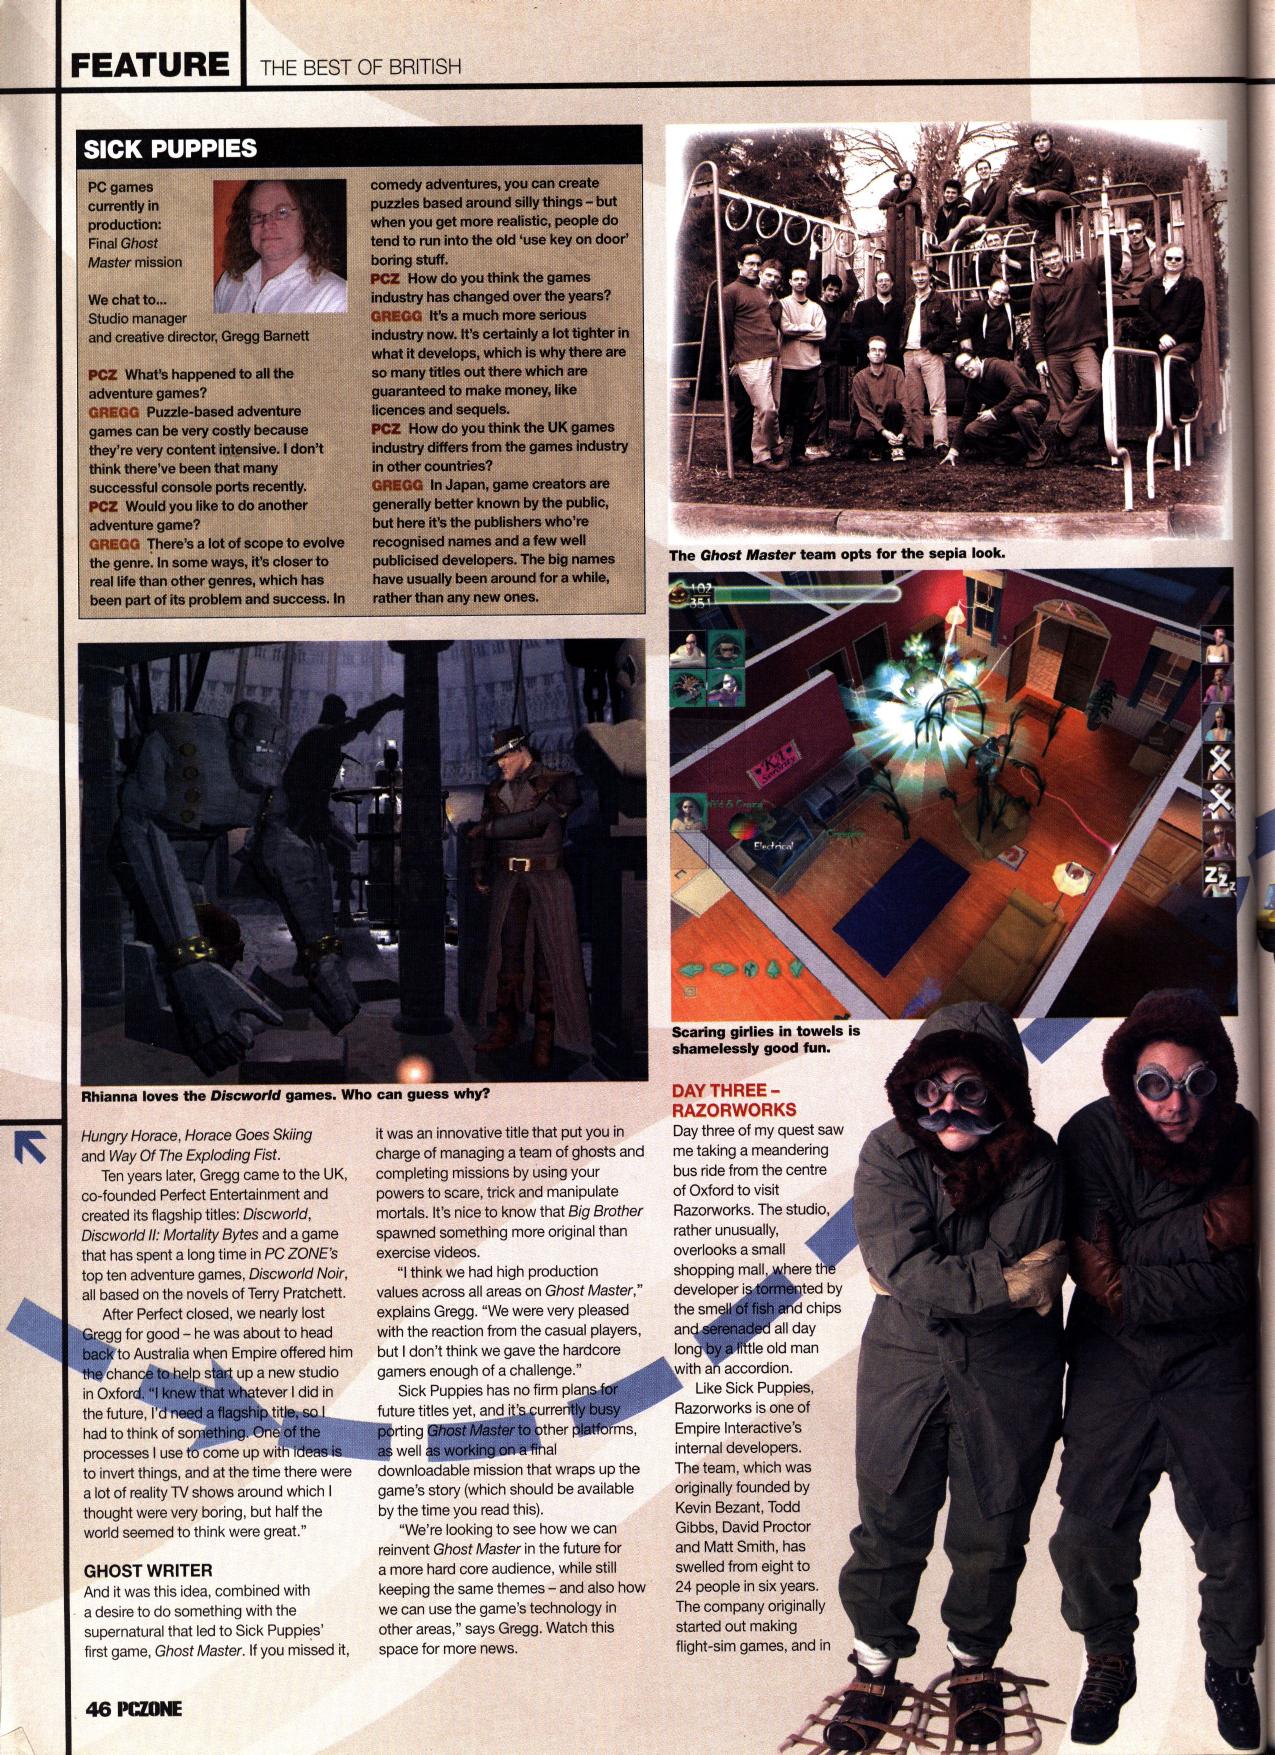 FEATURE
THE BEST OF BRITISH
SICK PUPPIES
PC games
currently in
production:
Final Ghost
Master mission
We chat to...
Studio manager
and creative director, Gregg Barnett
PCZ What's happened to all the
adventure games?
GREGG Puzzle-based adventure
games can be very costly because
they're very content intensive. I don't
think there've been that many
successful console ports recently.
PCZ Would you like to do another
adventure game?
GREGG There's a lot of scope to evolve
the genre. In some ways, it's closer to
real life than other genres, which has
been part of its problem and success. In
comedy adventures, you can create
puzzles based around silly things – but
when you get more realistic, people do
tend to run into the old 'use key on door'
boring stuff.
PCZ How do you think the games
industry has changed over the years?
GREGG It's a much more serious
industry now. It's certainly a lot tighter in
what it develops, which is why there are
so many titles out there which are
guaranteed to make money, like
licences and sequels.
PCZ How do you think the UK games
industry differs from the games industry
in other countries?
GREGG In Japan, game creators are
generally better known by the public,
but here it's the publishers who're
recognised names and a few well
publicised developers. The big names
have usually been around for a while,
rather than any new ones.
The Ghost Master team opts for the sepia look.
102
351
Sorority
Wild & Crazy
Electrical
Creepy
ZZz
Scaring girlies in towels is
shamelessly good fun.
Rhianna loves the Discworld games. Who can guess why?
Hungry Horace, Horace Goes Skiing
and Way Of The Exploding Fist.
Ten years later, Gregg came to the UK,
co-founded Perfect Entertainment and
created its flagship titles: Discworld,
Discworld II: Mortality Bytes and a game
that has spent a long time in PC ZONE's
top ten adventure games, Discworld Noir,
all based on the novels of Terry Pratchett.
After Perfect closed, we nearly lost
Gregg for good – he was about to head
back to Australia when Empire offered him
the chance to help start up a new studio
in Oxford. "I knew that whatever I did in
the future, I'd need a flagship title, so I
had to think of something. One of the
processes I use to come up with ideas is
to invert things, and at the time there were
a lot of reality TV shows around which I
thought were very boring, but half the
world seemed to think were great."
GHOST WRITER
And it was this idea, combined with
a desire to do something with the
supernatural that led to Sick Puppies'
first game, Ghost Master. If you missed it,
it was an innovative title that put you in
charge of managing a team of ghosts and
completing missions by using your
powers to scare, trick and manipulate
mortals. It's nice to know that Big Brother
spawned something more original than
exercise videos.
"I think we had high production
values across all areas on Ghost Master,"
explains Gregg. "We were very pleased
with the reaction from the casual players,
but I don't think we gave the hardcore
gamers enough of a challenge."
Sick Puppies has no firm plans for
future titles yet, and it's currently busy
porting Ghost Master to other platforms,
as well as working on a final
downloadable mission that wraps up the
game's story (which should be available
by the time you read this).
"We're looking to see how we can
reinvent Ghost Master in the future for
a more hard core audience, while still
keeping the same themes – and also how
we can use the game's technology in
other areas," says Gregg. Watch this
space for more news.
DAY THREE –
RAZORWORKS
Day three of my quest saw
me taking a meandering
bus ride from the centre
of Oxford to visit
Razorworks. The studio,
rather unusually,
overlooks a small
shopping mall, where the
developer is tormented by
the smell of fish and chips
and serenaded all day
long by a little old man
with an accordion.
Like Sick Puppies,
Razorworks is one of
Empire Interactive's
internal developers.
The team, which was
originally founded by
Kevin Bezant, Todd
Gibbs, David Proctor
and Matt Smith, has
swelled from eight to
24 people in six years.
The company originally
started out making
flight-sim games, and in
46 PCZONE